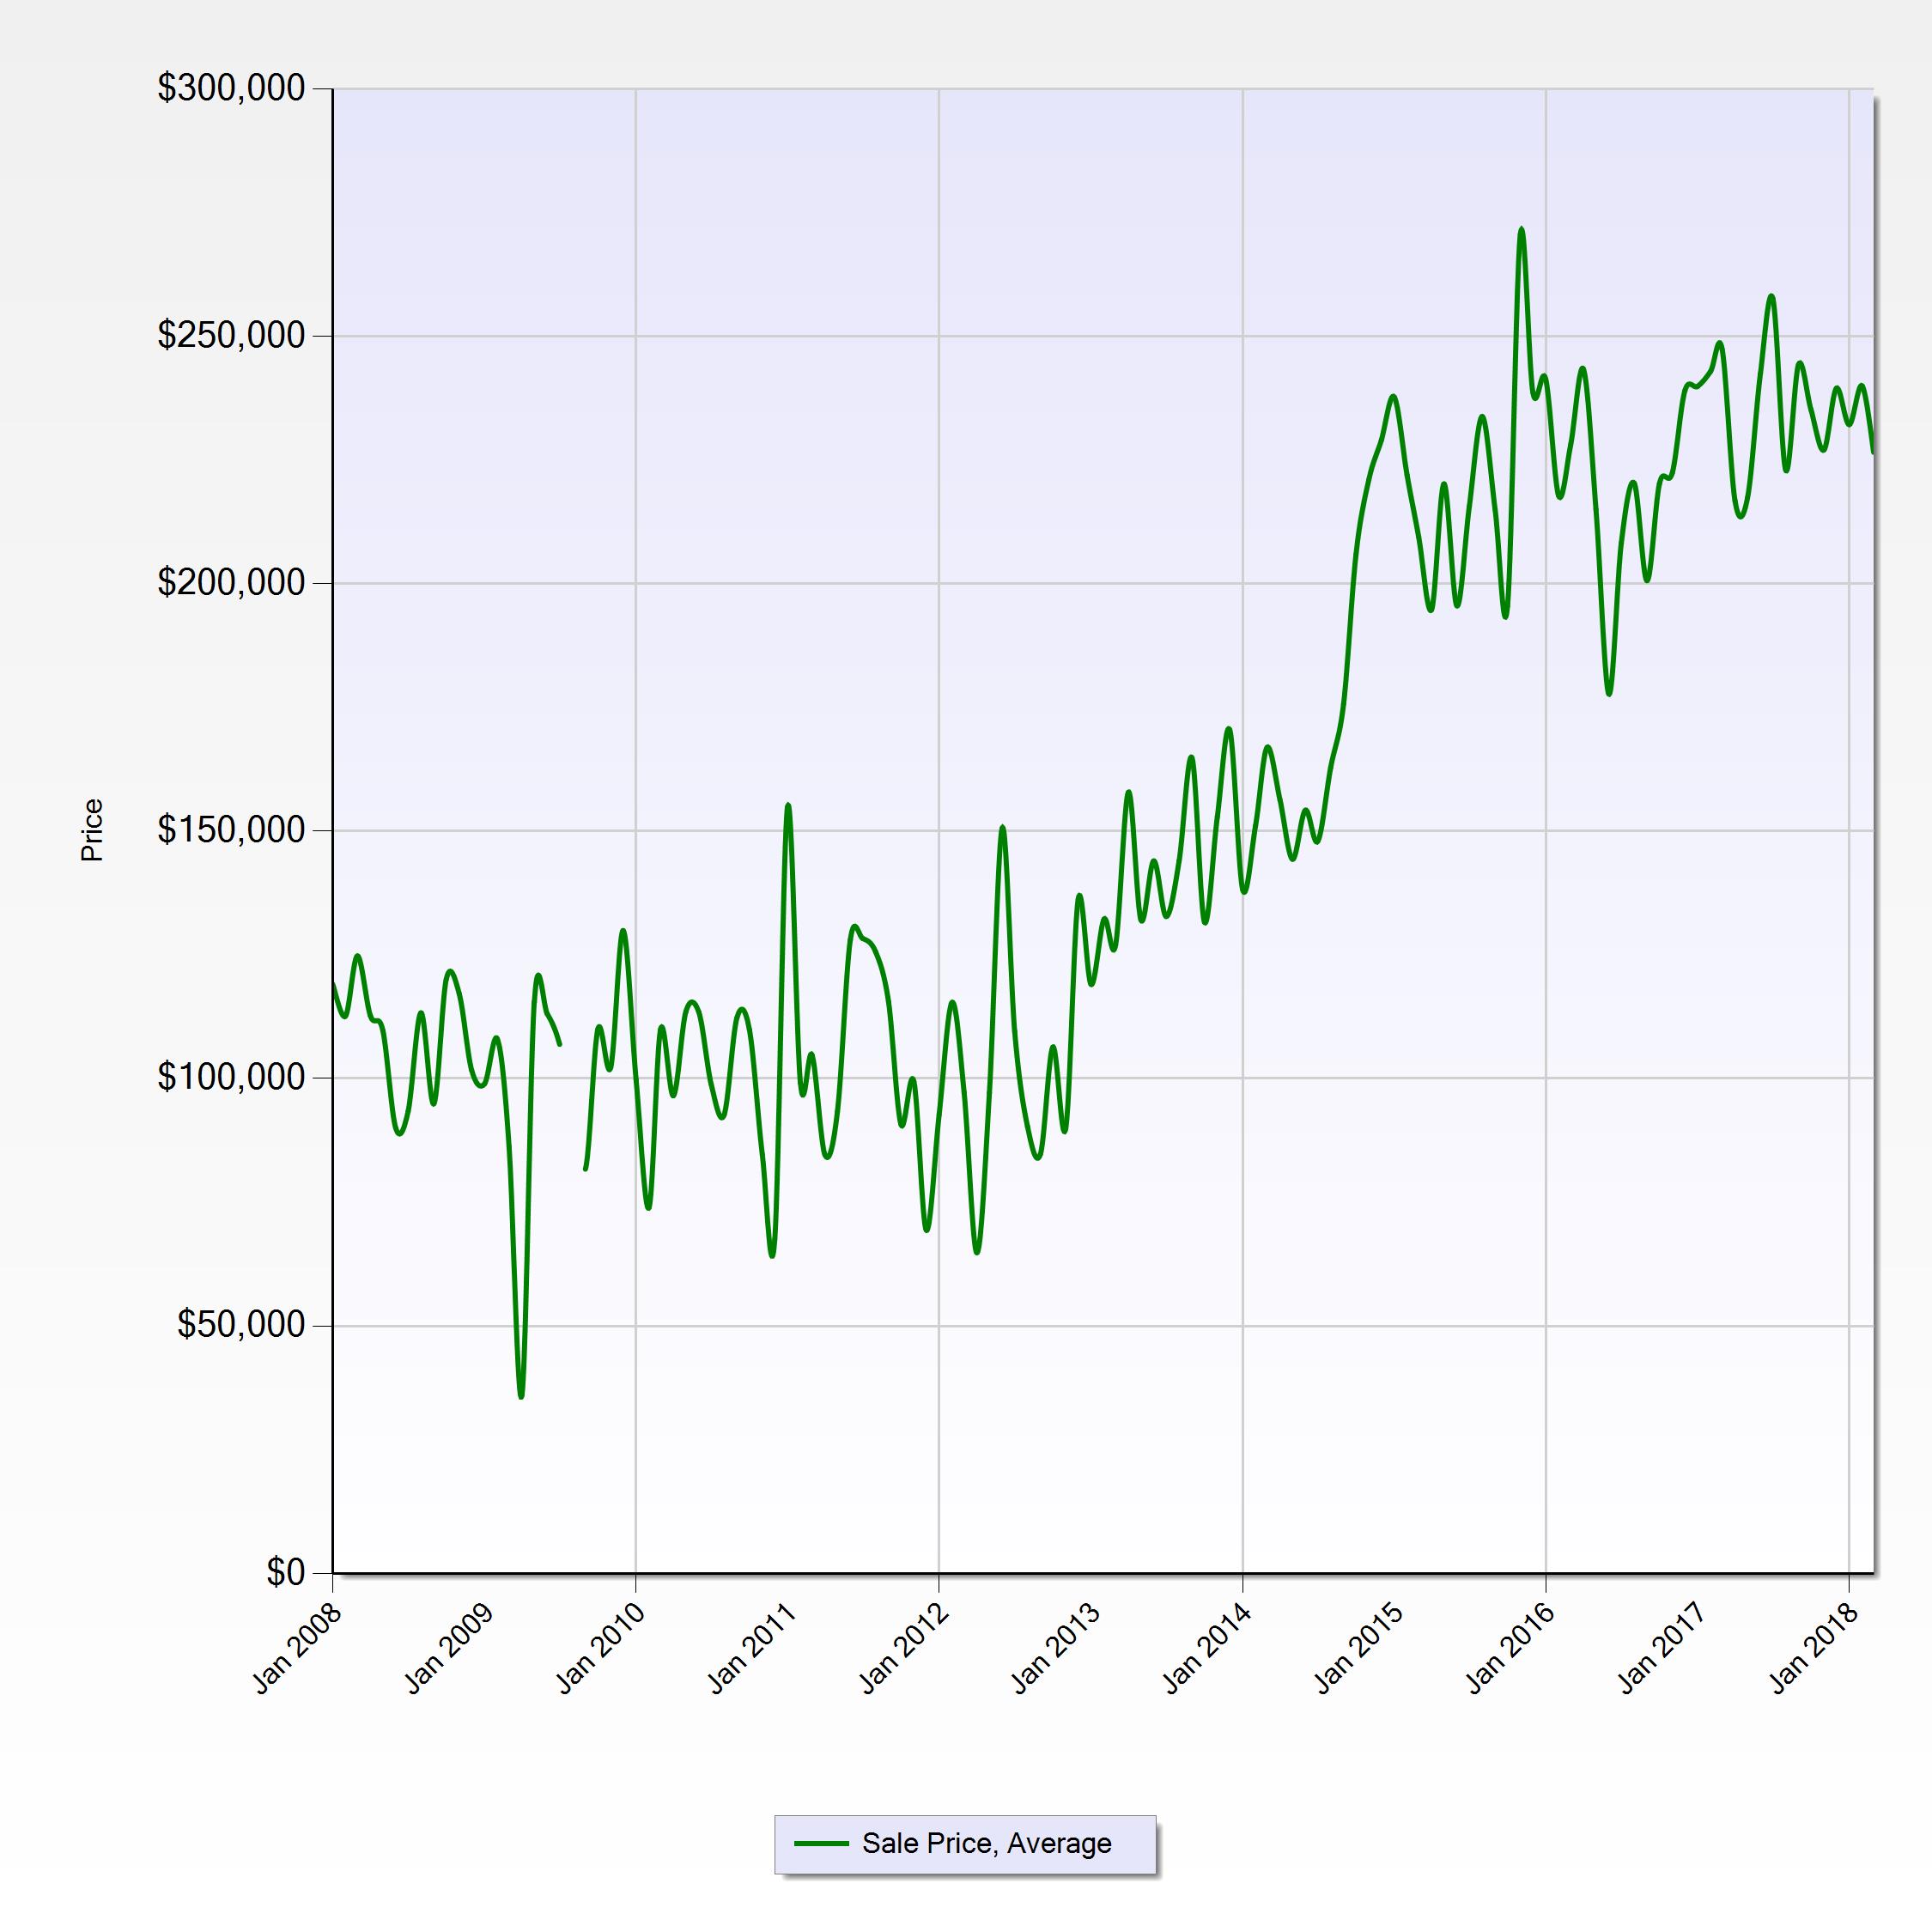 $300,000
$250,000
$200,000
$150,000
$100,000
$50,000
$0
Price
Jan 2008
Jan 2009
Jan 2010
Jan 2011
Jan 2012
Jan 2013
Jan 2014
Jan 2015
Jan 2016
Jan 2017
Jan 2018
Sale Price, Average